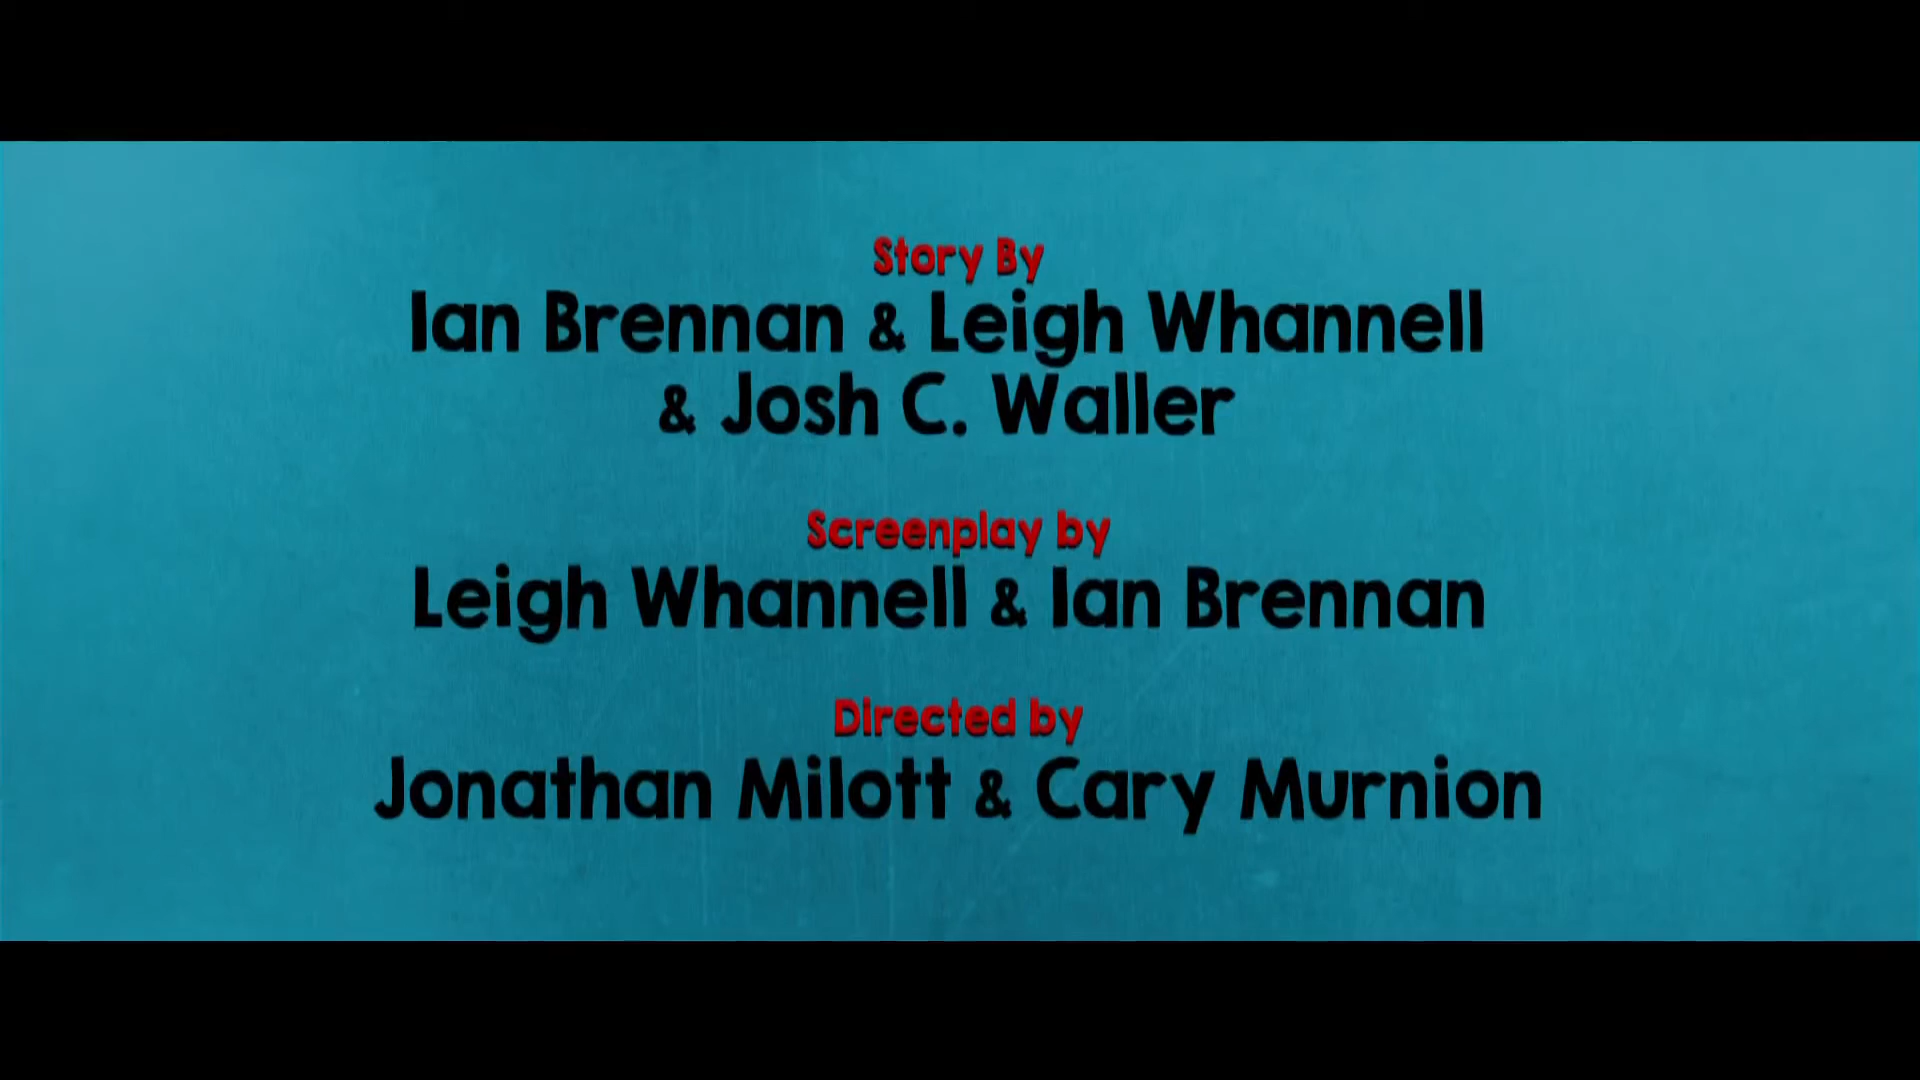 Story By
Ian Brennan & Leigh Whannell
& Josh C. Waller
Screenplay by
Leigh Whannell & Ian Brennan
Directed by
Jonathan Milott & Cary Murnion